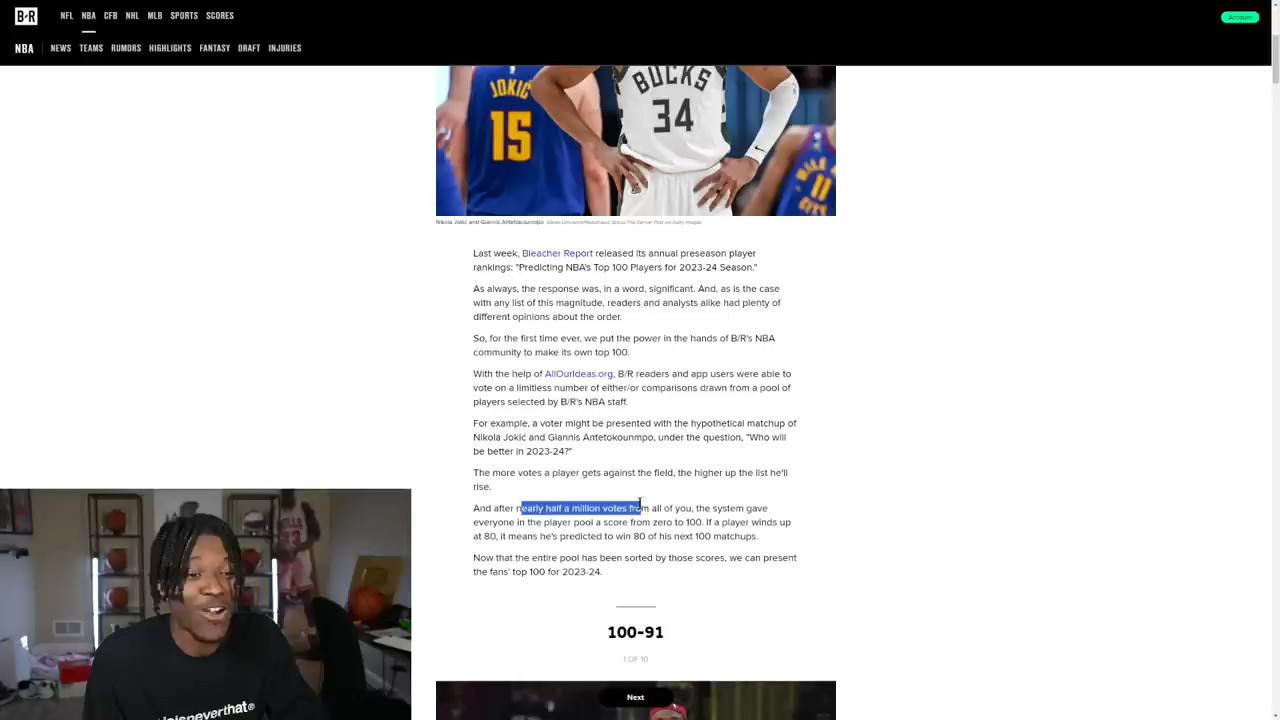 B/R NFL NBA CFB NHL MLB SPORTS SCORES Account
NBA NEWS TEAMS RUMORS HIGHLIGHTS FANTASY DRAFT INJURIES
JOKIĆ
15
BUCKS
34
11
Nikola Jokić and Giannis Antetokounmpo
Last week, Bleacher Report released its annual preseason player
rankings: "Predicting NBA's Top 100 Players for 2023-24 Season."
As always, the response was, in a word, significant. And, as is the case
with any list of this magnitude, readers and analysts alike had plenty of
different opinions about the order.
So, for the first time ever, we put the power in the hands of B/R's NBA
community to make its own top 100.
With the help of AllOurIdeas.org, B/R readers and app users were able to
vote on a limitless number of either/or comparisons drawn from a pool of
players selected by B/R's NBA staff.
For example, a voter might be presented with the hypothetical matchup of
Nikola Jokić and Giannis Antetokounmpo, under the question, "Who will
be better in 2023-24?"
The more votes a player gets against the field, the higher up the list he'll
rise.
And after nearly half a million votes from all of you, the system gave
everyone in the player pool a score from zero to 100. If a player winds up
at 80, it means he's predicted to win 80 of his next 100 matchups.
Now that the entire pool has been sorted by those scores, we can present
the fans' top 100 for 2023-24.
100-91
1 OF 10
Next
thisisneverthat®